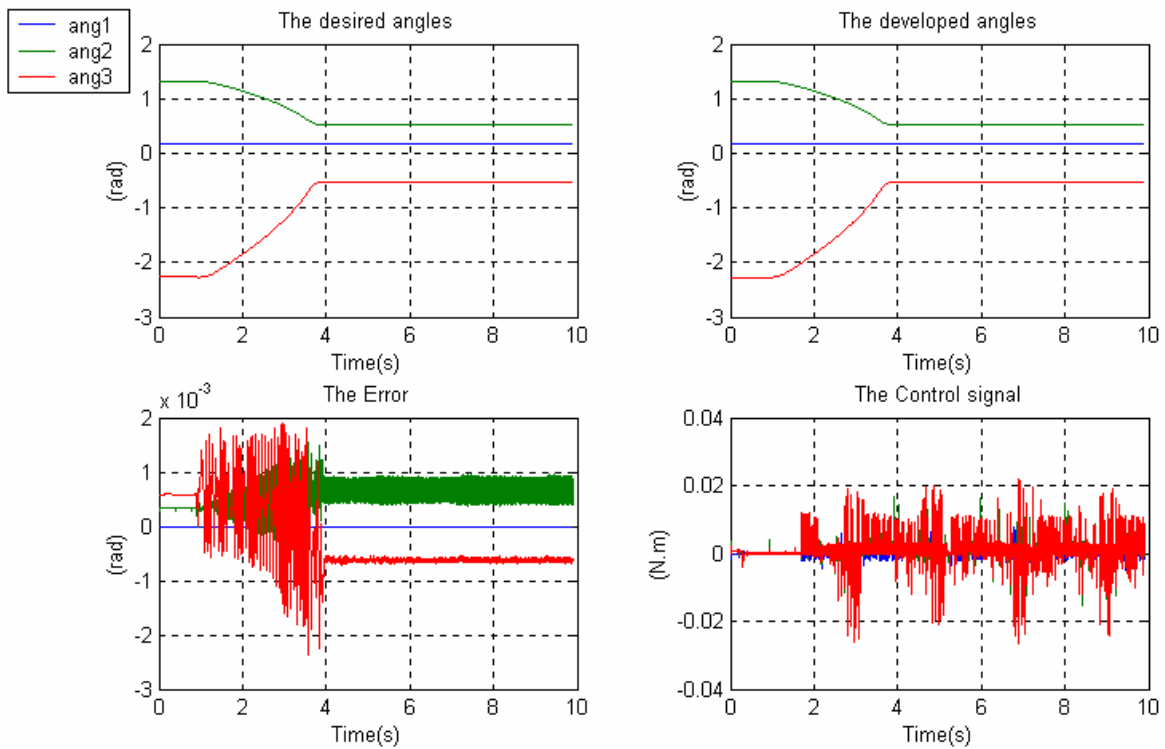 ang1
ang2
ang3
The desired angles
2
1
0
-1
-2
-3
(rad)
0 2 4 6 8 10
Time(s)
The developed angles
2
1
0
-1
-2
-3
(rad)
0 2 4 6 8 10
Time(s)
x 10^-3
The Error
2
1
0
-1
-2
-3
(rad)
0 2 4 6 8 10
Time(s)
The Control signal
0.04
0.02
0
-0.02
-0.04
(N.m)
0 2 4 6 8 10
Time(s)